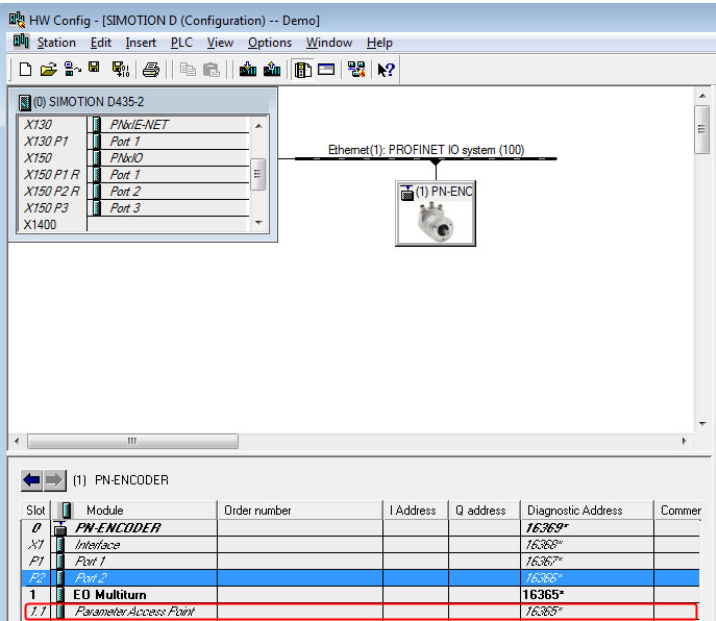 HW Config - [SIMOTION D (Configuration) -- Demo]
Station Edit Insert PLC View Options Window Help
(0) SIMOTION D435-2
X130 PNxIE-NET
X130 P1 Port 1
X150 PNxIO
X150 P1 R Port 1
X150 P2 R Port 2
X150 P3 Port 3
X1400
Ethernet(1): PROFINET IO system (100)
(1) PN-ENC
(1) PN-ENCODER
Slot Module Order number I Address Q address Diagnostic Address Commer
0 PN-ENCODER 16369*
X1 Interface 16368*
P1 Port 1 16367*
P2 Port 2 16366*
1 EO Multiturn 16365*
1.1 Parameter Access Point 16365*